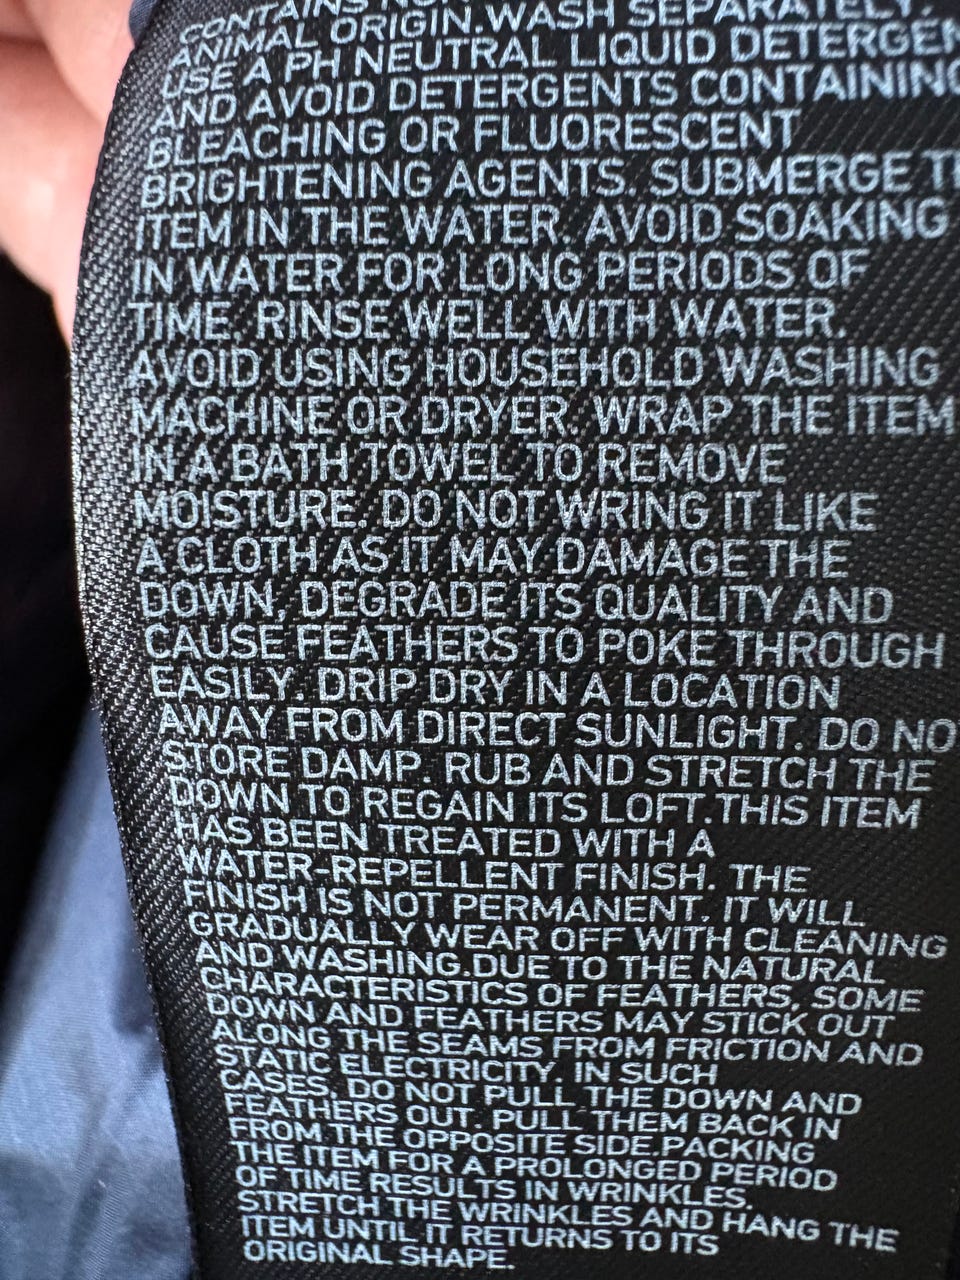 CONTAINS NON
ANIMAL ORIGIN.WASH SEPARATELY.
USE A PH NEUTRAL LIQUID DETERGEN
AND AVOID DETERGENTS CONTAINING
BLEACHING OR FLUORESCENT
BRIGHTENING AGENTS. SUBMERGE T
ITEM IN THE WATER. AVOID SOAKING
IN WATER FOR LONG PERIODS OF
TIME. RINSE WELL WITH WATER.
AVOID USING HOUSEHOLD WASHING
MACHINE OR DRYER. WRAP THE ITEM
IN A BATH TOWEL TO REMOVE
MOISTURE. DO NOT WRING IT LIKE
A CLOTH AS IT MAY DAMAGE THE
DOWN, DEGRADE ITS QUALITY AND
CAUSE FEATHERS TO POKE THROUGH
EASILY. DRIP DRY IN A LOCATION
AWAY FROM DIRECT SUNLIGHT. DO NO
STORE DAMP. RUB AND STRETCH THE
DOWN TO REGAIN ITS LOFT.THIS ITEM
HAS BEEN TREATED WITH A
WATER-REPELLENT FINISH. THE
FINISH IS NOT PERMANENT. IT WILL
GRADUALLY WEAR OFF WITH CLEANING
AND WASHING.DUE TO THE NATURAL
CHARACTERISTICS OF FEATHERS, SOME
DOWN AND FEATHERS MAY STICK OUT
ALONG THE SEAMS FROM FRICTION AND
STATIC ELECTRICITY. IN SUCH
CASES, DO NOT PULL THE DOWN AND
FEATHERS OUT. PULL THEM BACK IN
FROM THE OPPOSITE SIDE.PACKING
THE ITEM FOR A PROLONGED PERIOD
OF TIME RESULTS IN WRINKLES.
STRETCH THE WRINKLES AND HANG THE
ITEM UNTIL IT RETURNS TO ITS
ORIGINAL SHAPE.